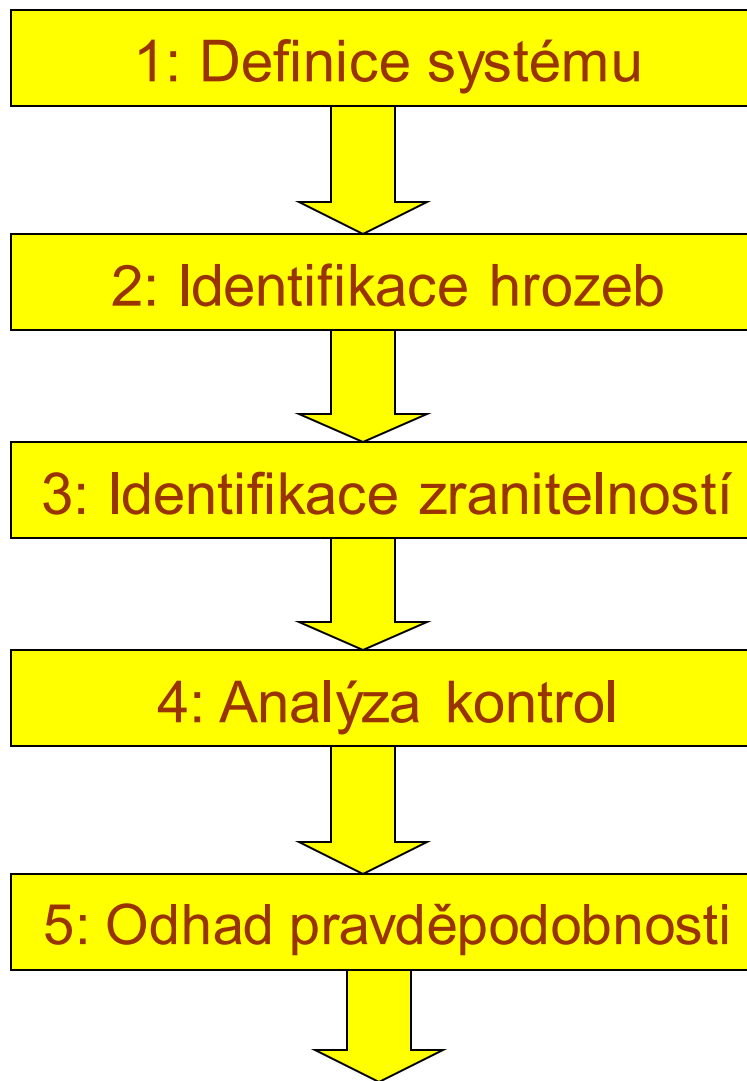 1: Definice systému
2: Identifikace hrozeb
3: Identifikace zranitelností
4: Analýza kontrol
5: Odhad pravděpodobnosti